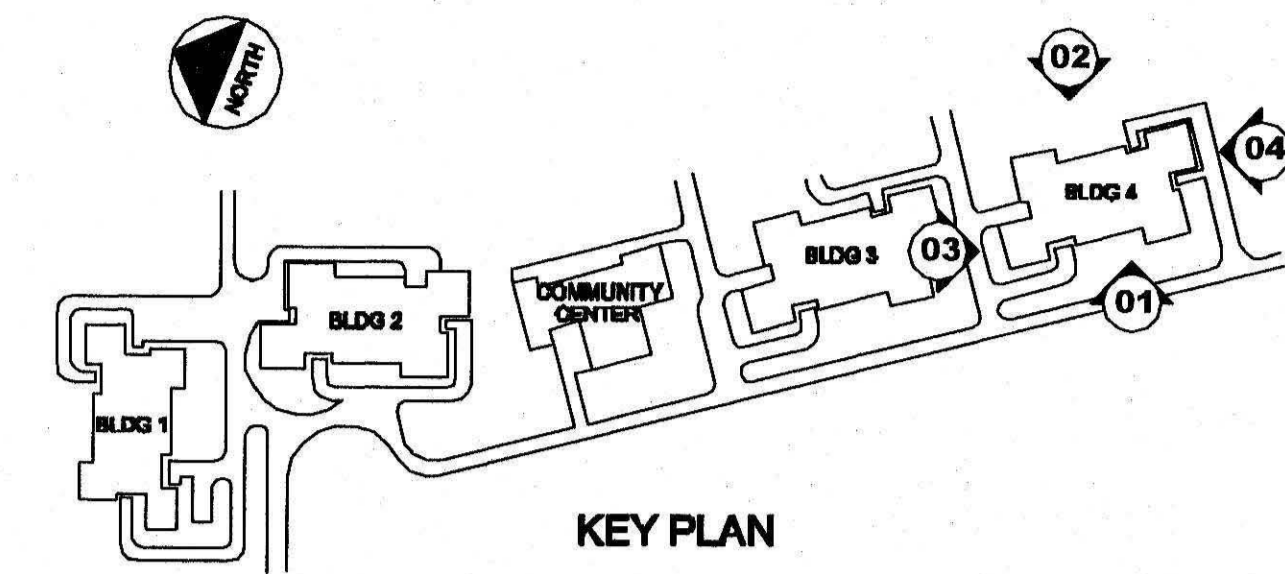 NORTH
02
04
BLDG 4
BLDG 3
03
COMMUNITY
CENTER
01
BLDG 2
BLDG 1
KEY PLAN